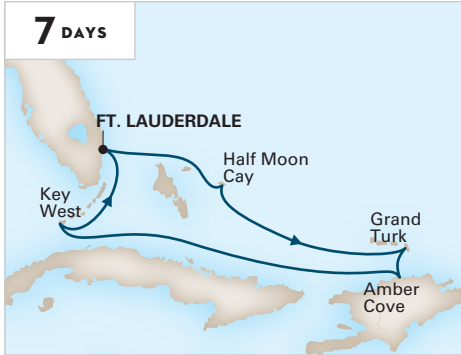 7 DAYS
FT. LAUDERDALE
Half Moon
Cay
Key
West
Grand
Turk
Amber
Cove